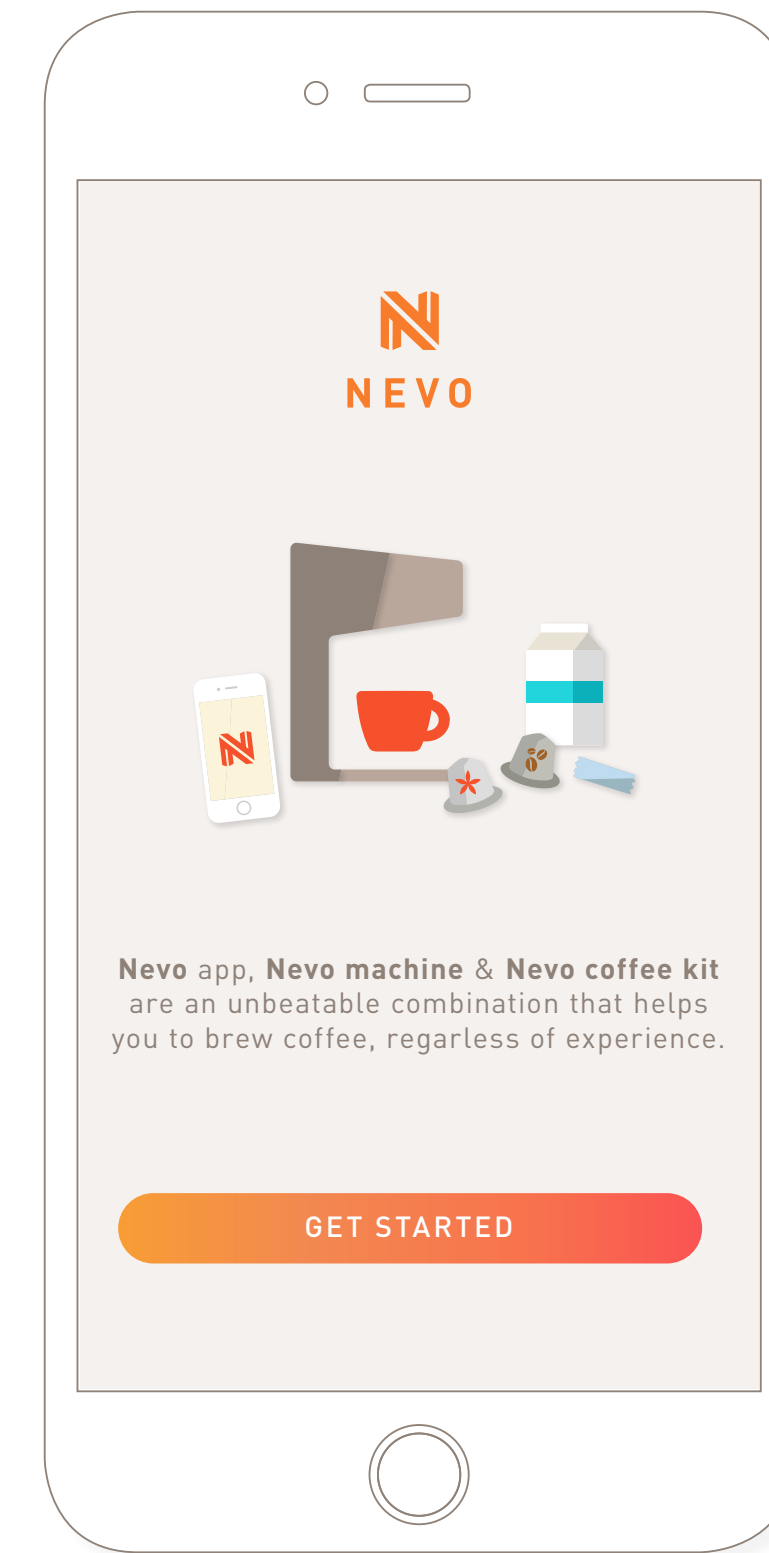 NEVO
Nevo app, Nevo machine & Nevo coffee kit
are an unbeatable combination that helps
you to brew coffee, regarless of experience.
GET STARTED